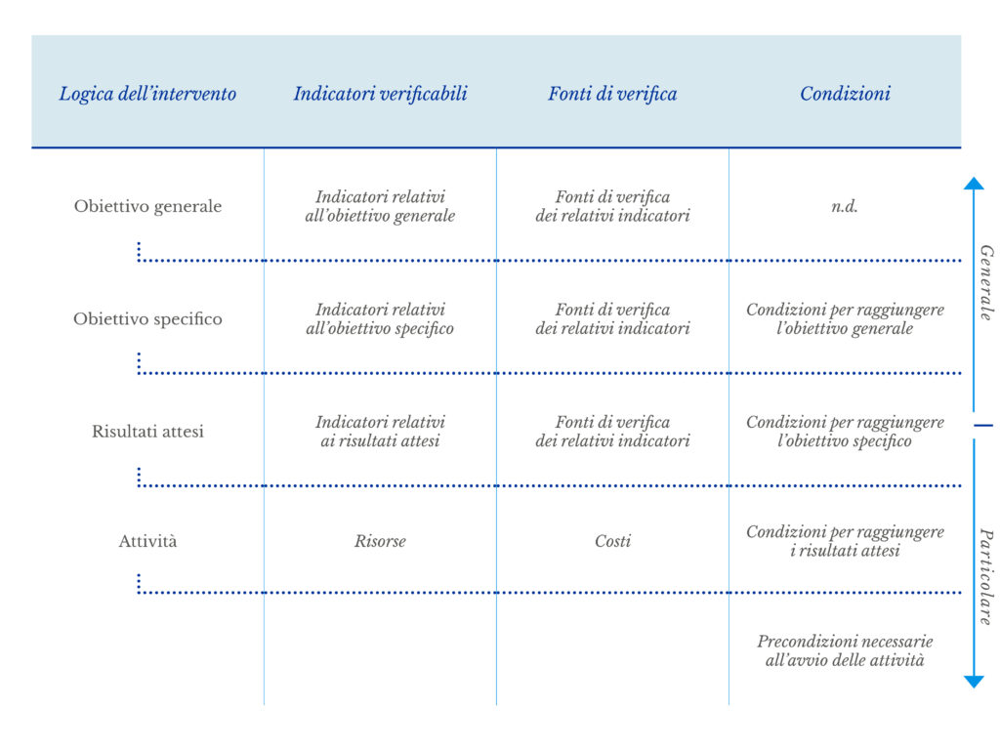 Logica dell'intervento
Indicatori verificabili
Fonti di verifica
Condizioni
Obiettivo generale
Indicatori relativi
all'obiettivo generale
Fonti di verifica
dei relativi indicatori
n.d.
Obiettivo specifico
Indicatori relativi
all'obiettivo specifico
Fonti di verifica
dei relativi indicatori
Condizioni per raggiungere
l'obiettivo generale
Risultati attesi
Indicatori relativi
ai risultati attesi
Fonti di verifica
dei relativi indicatori
Condizioni per raggiungere
l'obiettivo specifico
Attività
Risorse
Costi
Condizioni per raggiungere
i risultati attesi
Precondizioni necessarie
all'avvio delle attività
Generale
Particolare